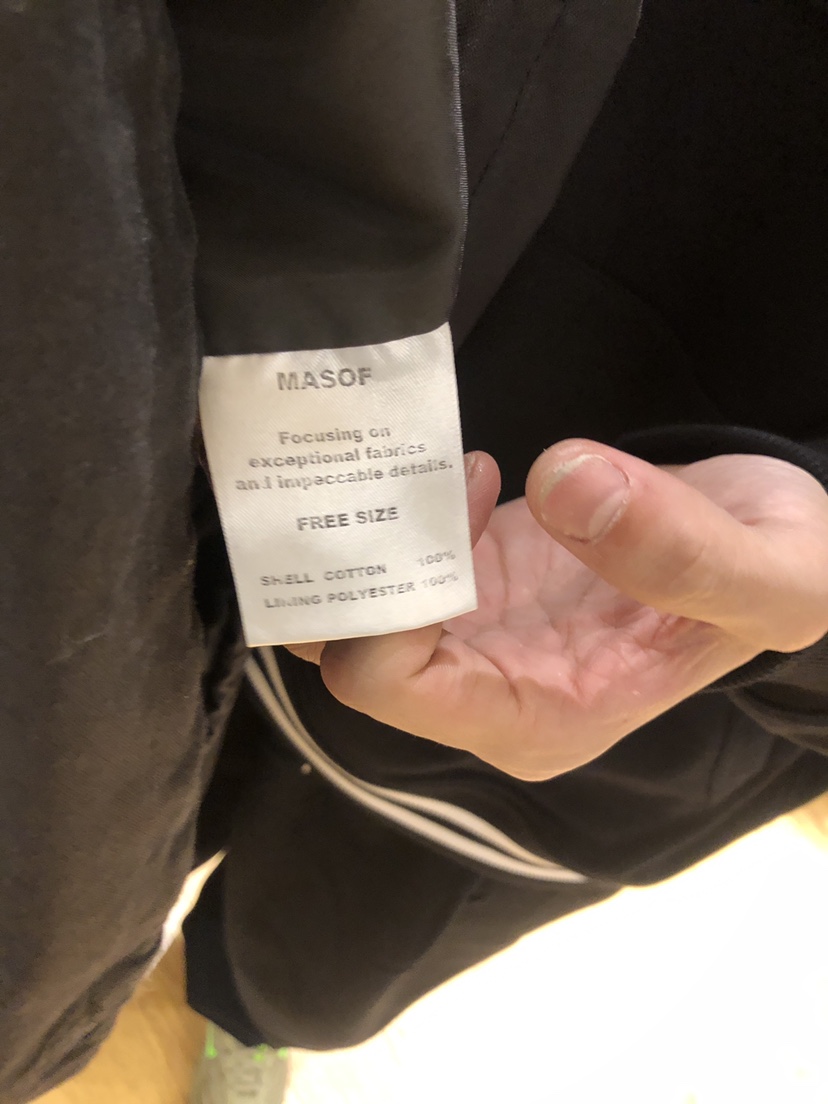 MASOF
Focusing on
exceptional fabrics
and impeccable details.
FREE SIZE
SHELL COTTON 100%
LINING POLYESTER 100%